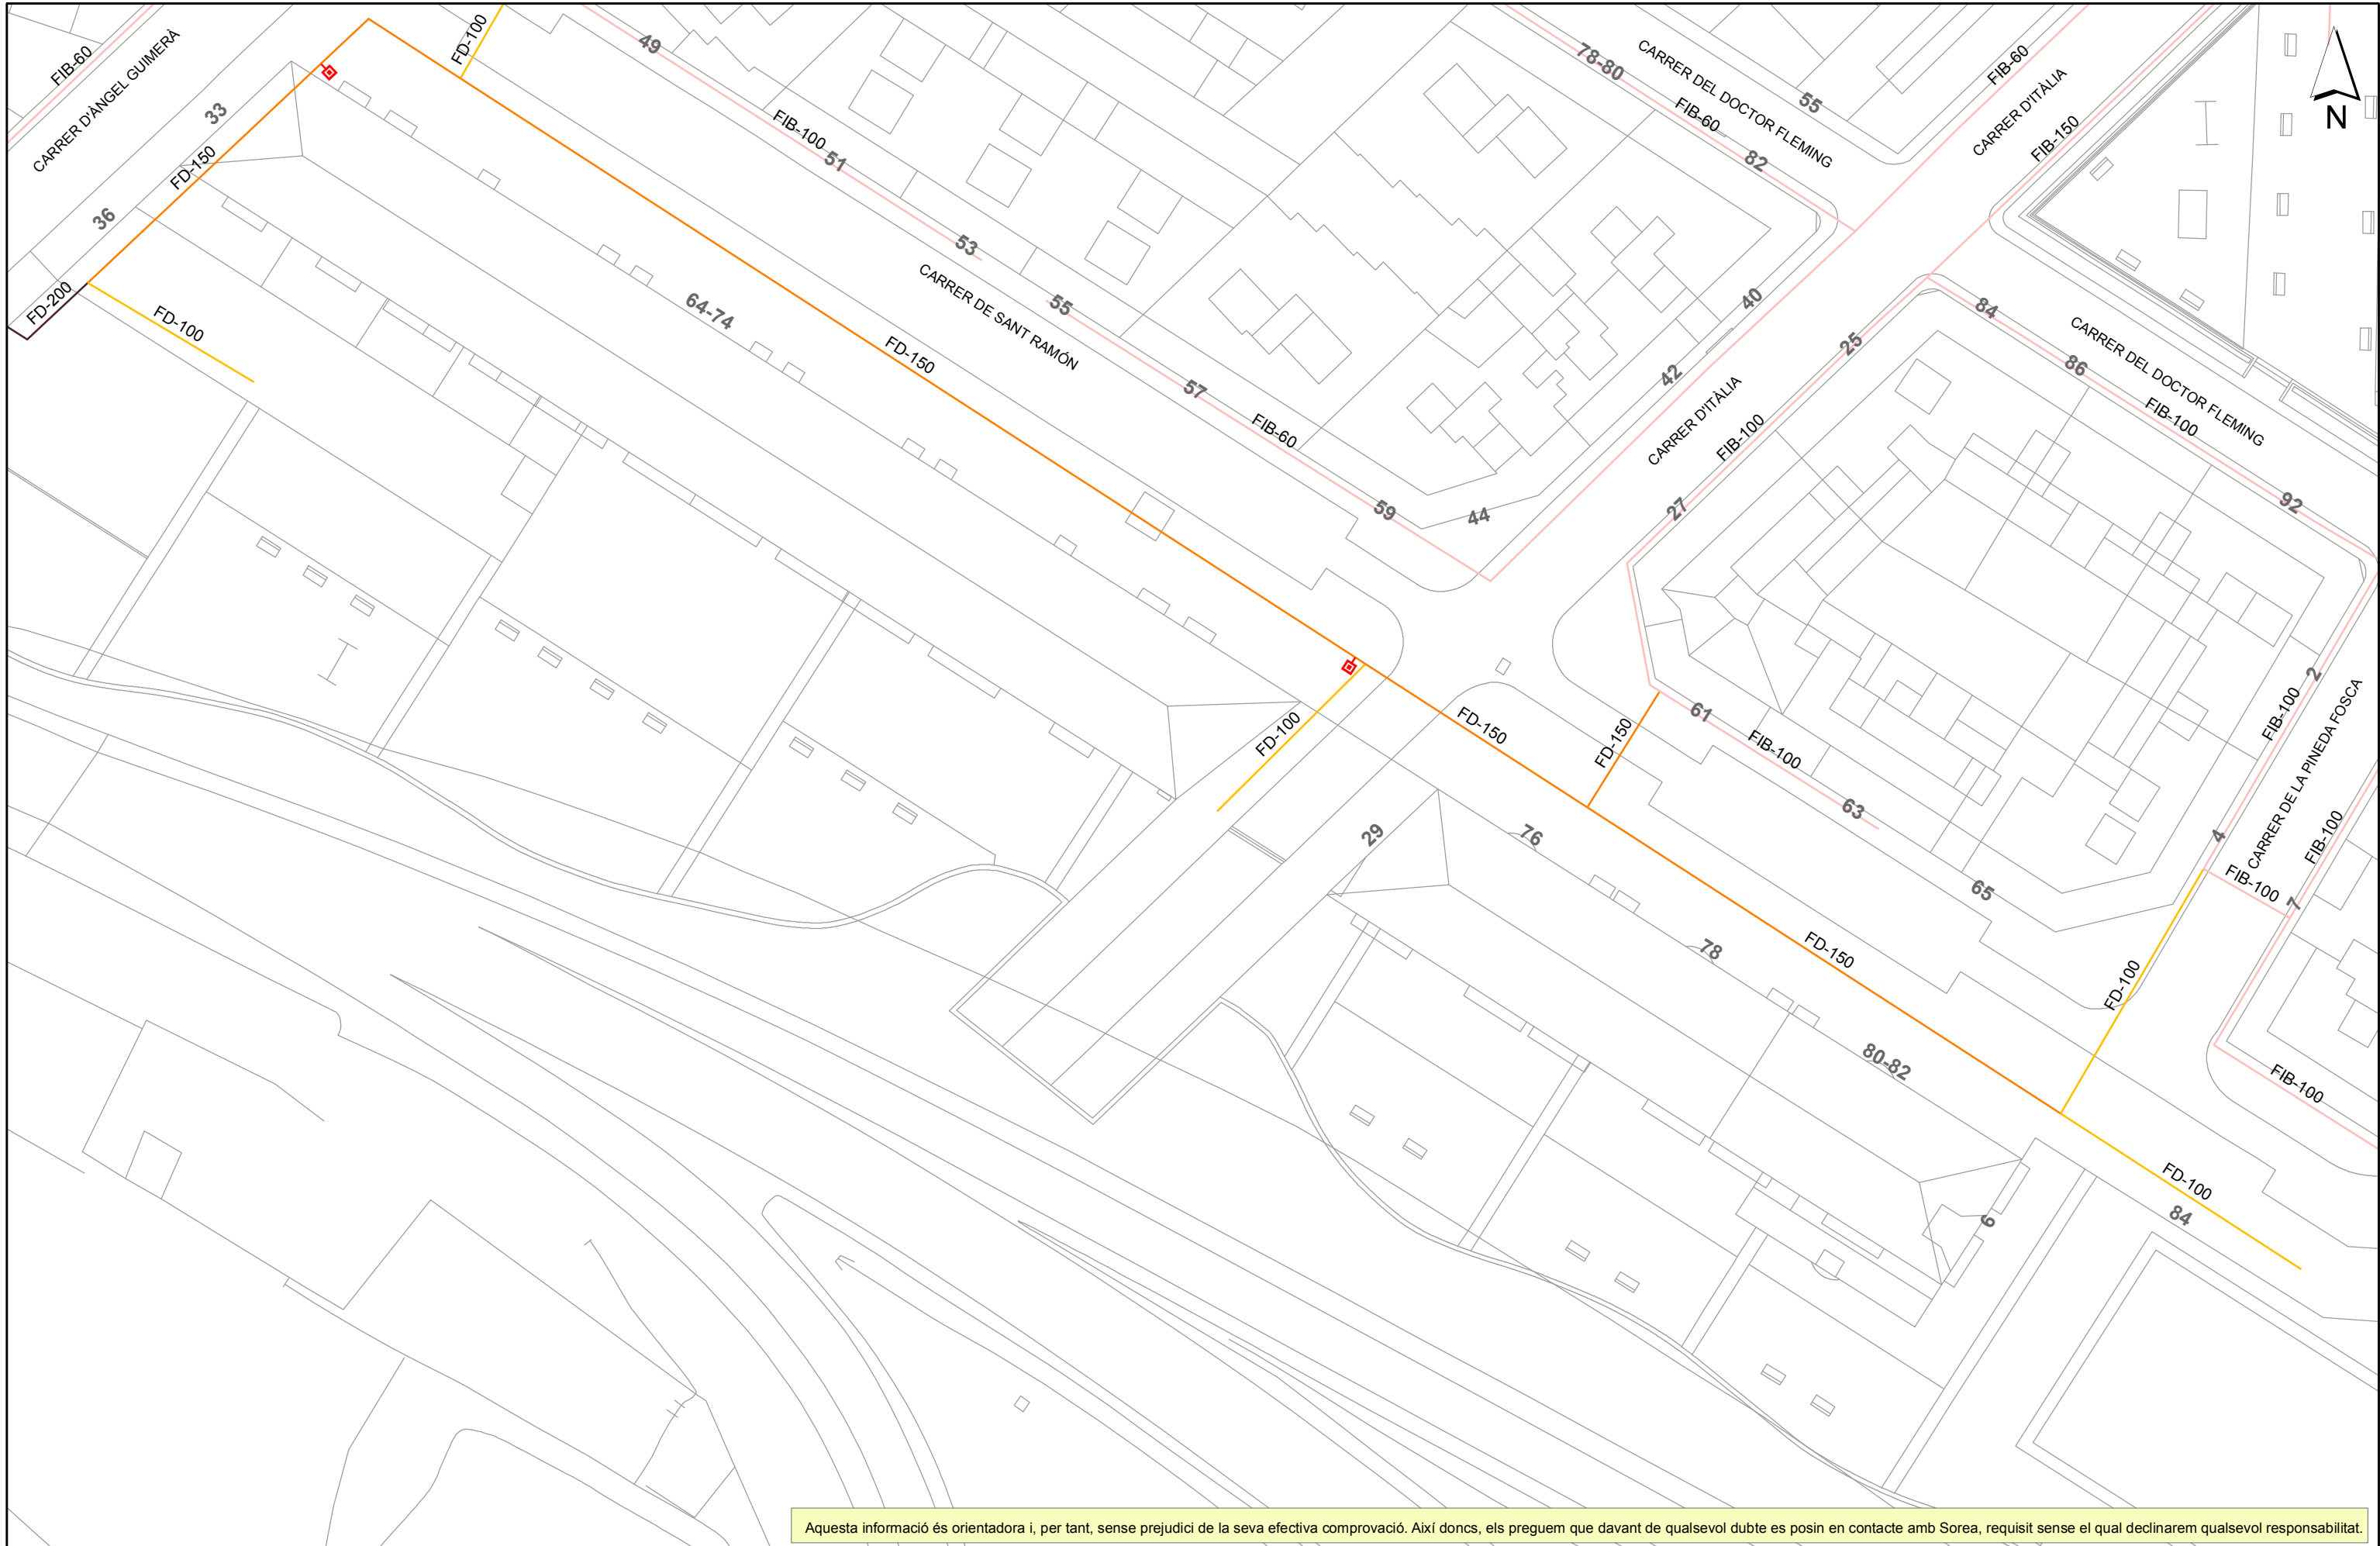 FIB-60
CARRER D'ÀNGEL GUIMERÀ
33
FD-150
36
FD-200
FD-100
FD-100
49
FIB-100
51
53
CARRER DE SANT RAMÓN
55
57
FIB-60
59
44
64-74
FD-150
78-80
CARRER DEL DOCTOR FLEMING
FIB-60
55
82
FIB-60
CARRER D'ITÀLIA
FIB-150
N
40
42
CARRER D'ITÀLIA
25
FIB-100
27
84
CARRER DEL DOCTOR FLEMING
86
FIB-100
92
2
FIB-100
CARRER DE LA PINEDA FOSCA
4
FIB-100
FIB-100
7
FD-100
FIB-100
FD-100
FD-150
FD-150
61
FIB-100
63
65
29
76
78
FD-150
80-82
6
FD-100
84
Aquesta informació és orientadora i, per tant, sense prejudici de la seva efectiva comprovació. Així doncs, els preguem que davant de qualsevol dubte es posin en contacte amb Sorea, requisit sense el qual declinarem qualsevol responsabilitat.